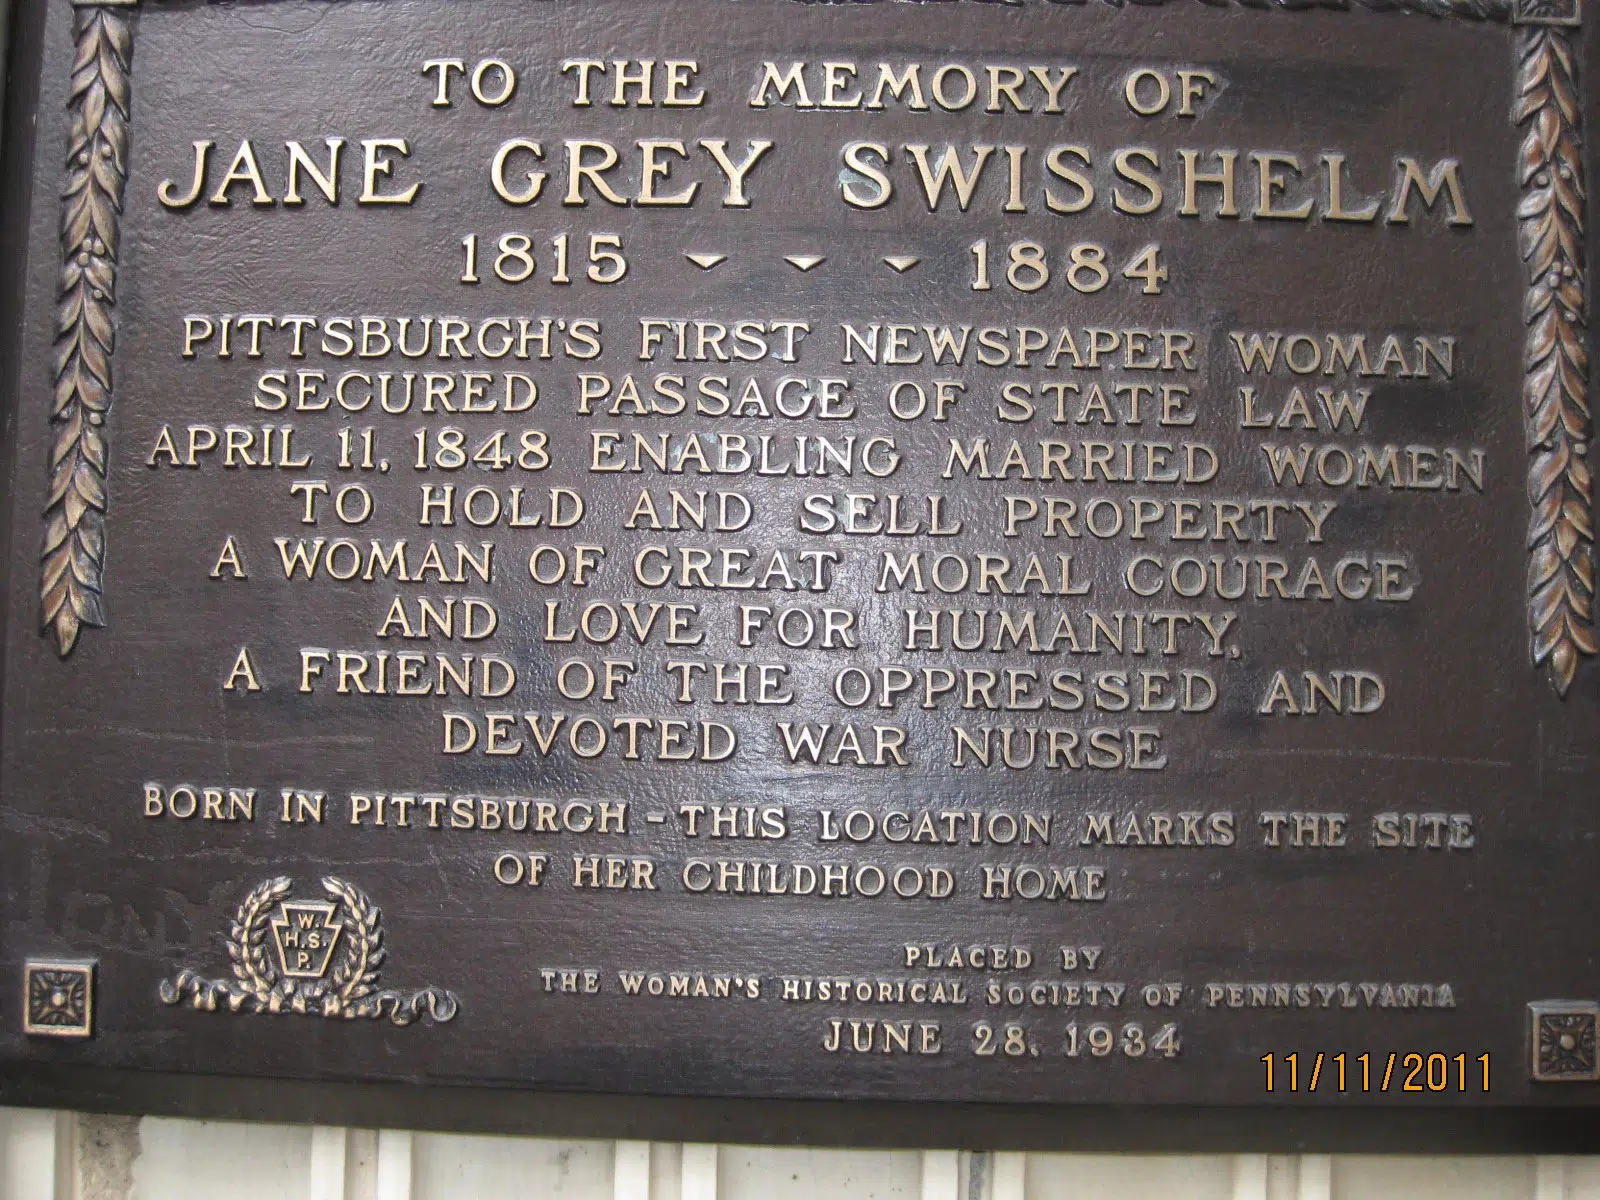 TO THE MEMORY OF
JANE GREY SWISSHELM
1815 1884
PITTSBURGH'S FIRST NEWSPAPER WOMAN
SECURED PASSAGE OF STATE LAW
APRIL 11, 1848 ENABLING MARRIED WOMEN
TO HOLD AND SELL PROPERTY
A WOMAN OF GREAT MORAL COURAGE
AND LOVE FOR HUMANITY,
A FRIEND OF THE OPPRESSED AND
DEVOTED WAR NURSE
BORN IN PITTSBURGH - THIS LOCATION MARKS THE SITE
OF HER CHILDHOOD HOME
W.
H.S.
P.
PLACED BY
THE WOMAN'S HISTORICAL SOCIETY OF PENNSYLVANIA
JUNE 28, 1934
11/11/2011